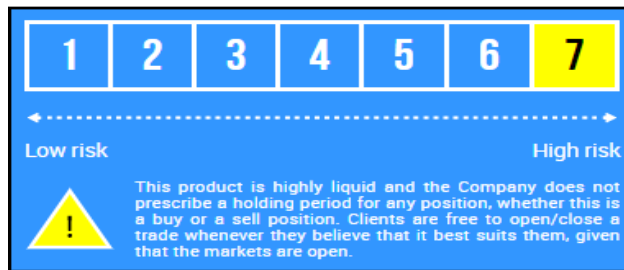 1 2 3 4 5 6 7
Low risk High risk
! This product is highly liquid and the Company does not
prescribe a holding period for any position, whether this is
a buy or a sell position. Clients are free to open/close a
trade whenever they believe that it best suits them, given
that the markets are open.